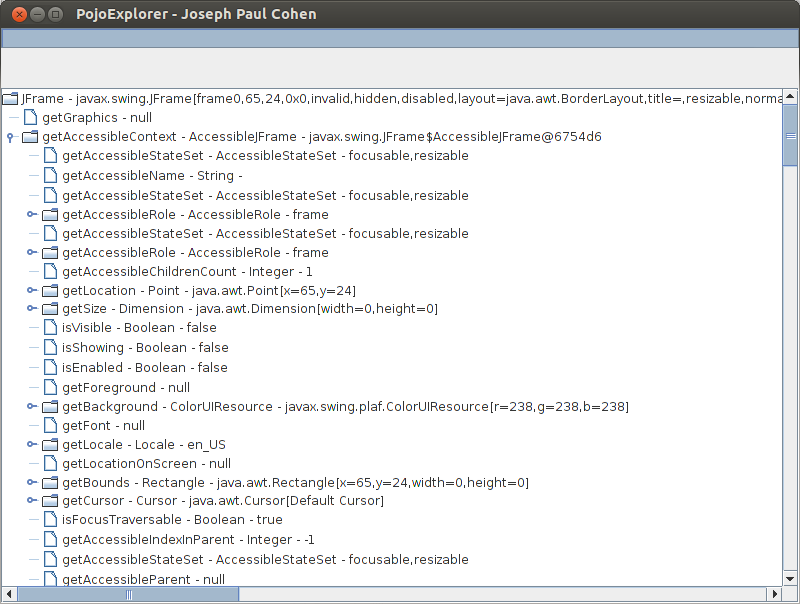 PojoExplorer - Joseph Paul Cohen
JFrame - javax.swing.JFrame[frame0,65,24,0x0,invalid,hidden,disabled,layout=java.awt.BorderLayout,title=,resizable,norma
getGraphics - null
getAccessibleContext - AccessibleJFrame - javax.swing.JFrame$AccessibleJFrame@6754d6
getAccessibleStateSet - AccessibleStateSet - focusable,resizable
getAccessibleName - String -
getAccessibleStateSet - AccessibleStateSet - focusable,resizable
getAccessibleRole - AccessibleRole - frame
getAccessibleStateSet - AccessibleStateSet - focusable,resizable
getAccessibleRole - AccessibleRole - frame
getAccessibleChildrenCount - Integer - 1
getLocation - Point - java.awt.Point[x=65,y=24]
getSize - Dimension - java.awt.Dimension[width=0,height=0]
isVisible - Boolean - false
isShowing - Boolean - false
isEnabled - Boolean - false
getForeground - null
getBackground - ColorUIResource - javax.swing.plaf.ColorUIResource[r=238,g=238,b=238]
getFont - null
getLocale - Locale - en_US
getLocationOnScreen - null
getBounds - Rectangle - java.awt.Rectangle[x=65,y=24,width=0,height=0]
getCursor - Cursor - java.awt.Cursor[Default Cursor]
isFocusTraversable - Boolean - true
getAccessibleIndexInParent - Integer - -1
getAccessibleStateSet - AccessibleStateSet - focusable,resizable
getAccessibleParent - null